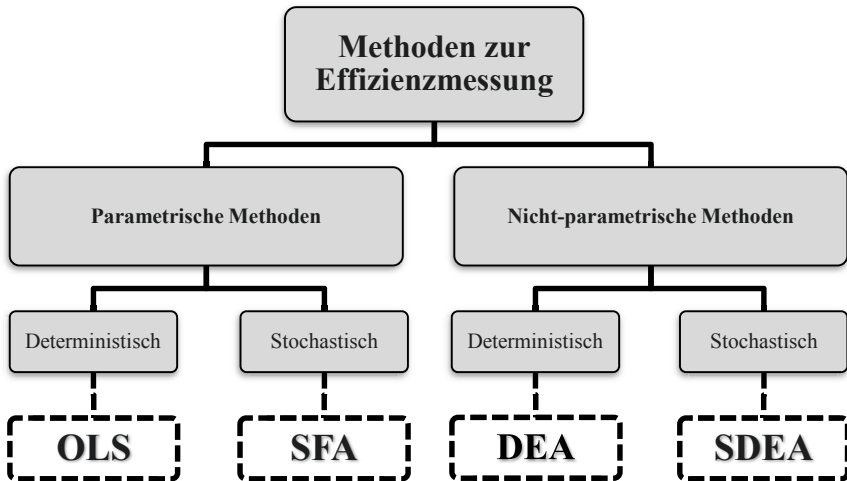 Methoden zur
Effizienzmessung
Parametrische Methoden
Nicht-parametrische Methoden
Deterministisch
Stochastisch
Deterministisch
Stochastisch
OLS
SFA
DEA
SDEA